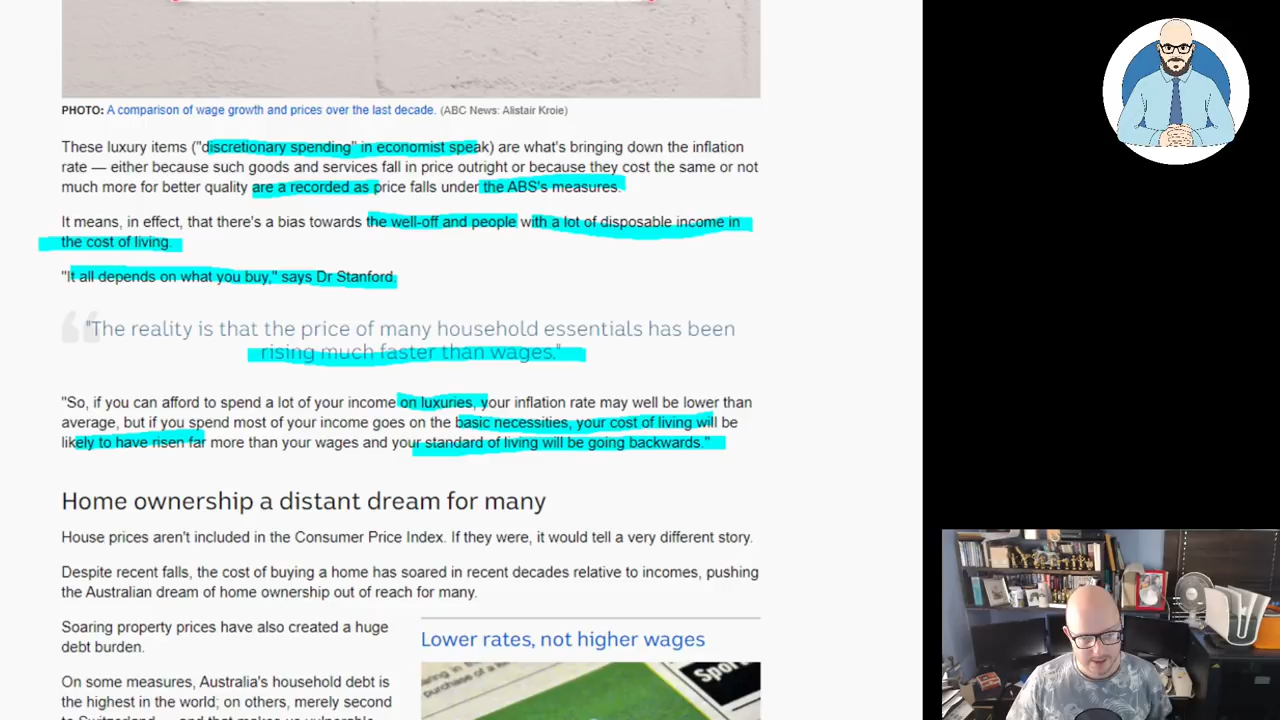 PHOTO: A comparison of wage growth and prices over the last decade. (ABC News: Alistair Kroie)
These luxury items ("discretionary spending" in economist speak) are what's bringing down the inflation
rate — either because such goods and services fall in price outright or because they cost the same or not
much more for better quality are a recorded as price falls under the ABS's measures.
It means, in effect, that there's a bias towards the well-off and people with a lot of disposable income in
the cost of living.
"It all depends on what you buy," says Dr Stanford.
"The reality is that the price of many household essentials has been
rising much faster than wages."
"So, if you can afford to spend a lot of your income on luxuries, your inflation rate may well be lower than
average, but if you spend most of your income goes on the basic necessities, your cost of living will be
likely to have risen far more than your wages and your standard of living will be going backwards."
Home ownership a distant dream for many
House prices aren't included in the Consumer Price Index. If they were, it would tell a very different story.
Despite recent falls, the cost of buying a home has soared in recent decades relative to incomes, pushing
the Australian dream of home ownership out of reach for many.
Soaring property prices have also created a huge
debt burden.
On some measures, Australia's household debt is
the highest in the world; on others, merely second
to Switzerland — and that makes us vulnerable
Lower rates, not higher wages
purchase of a